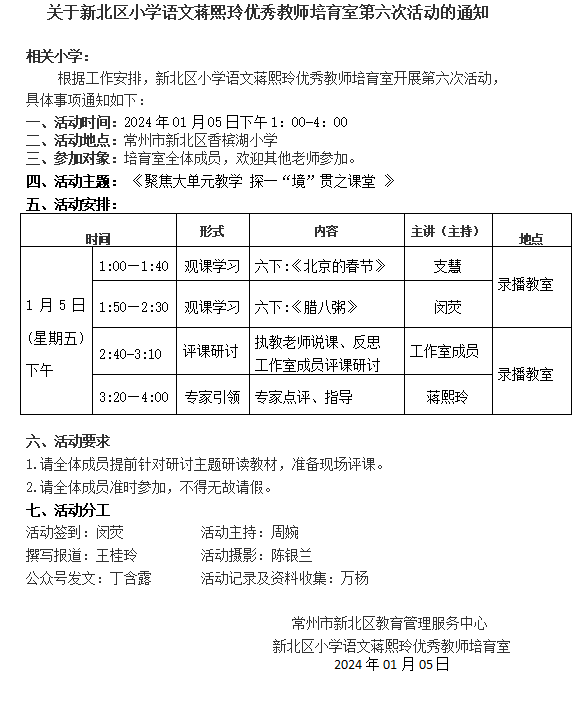 关于新北区小学语文蒋熙玲优秀教师培育室第六次活动的通知
相关小学：
根据工作安排，新北区小学语文蒋熙玲优秀教师培育室开展第六次活动，
具体事项通知如下：
一、活动时间：2024年01月05日下午1：00-4：00
二、活动地点：常州市新北区香槟湖小学
三、参加对象：培育室全体成员，欢迎其他老师参加。
四、活动主题：《聚焦大单元教学 探一“境”贯之课堂 》
五、活动安排：
时间 形式 内容 主讲（主持） 地点
1月5日（星期五）下午
1:00—1:40 观课学习 六下:《北京的春节》 支慧 录播教室
1:50—2:30 观课学习 六下:《腊八粥》 闵荧
2:40-3:10 评课研讨 执教老师说课、反思
工作室成员评课研讨 工作室成员 录播教室
3:20—4:00 专家引领 专家点评、指导 蒋熙玲
六、活动要求
1.请全体成员提前针对研讨主题研读教材，准备现场评课。
2.请全体成员准时参加，不得无故请假。
七、活动分工
活动签到：闵荧 活动主持：周婉
撰写报道：王桂玲 活动摄影：陈银兰
公众号发文：丁含露 活动记录及资料收集：万杨
常州市新北区教育管理服务中心
新北区小学语文蒋熙玲优秀教师培育室
2024年01月05日